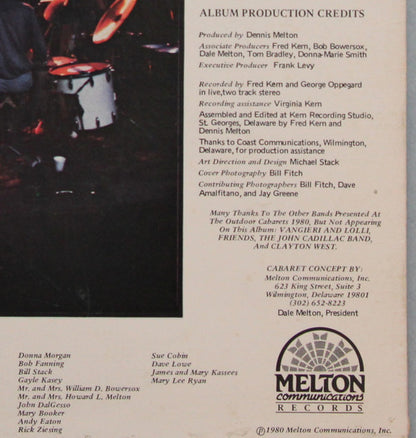 ALBUM PRODUCTION CREDITS
Produced by Dennis Melton
Associate Producers Fred Kern, Bob Bowersox,
Dale Melton, Tom Bradley, Donna-Marie Smith
Executive Producer Frank Levy
Recorded by Fred Kern and George Oppegard
in live,two track stereo
Recording assistance Virginia Kern
Assembled and Edited at Kern Recording Studio,
St. Georges, Delaware by Fred Kern and
Dennis Melton
Thanks to Coast Communications, Wilmington,
Delaware, for production assistance
Art Direction and Design Michael Stack
Cover Photography Bill Fitch
Contributing Photographers Bill Fitch, Dave
Amalfitano, and Jay Greene
Many Thanks To The Other Bands Presented At
The Outdoor Cabarets 1980, But Not Appearing
On This Album: VANGIERI AND LOLLI,
FRIENDS, THE JOHN CADILLAC BAND,
And CLAYTON WEST.
CABARET CONCEPT BY:
Melton Communications, Inc.
623 King Street, Suite 3
Wilmington, Delaware 19801
(302) 652-8223
Dale Melton, President
Donna Morgan
Bob Fanning
Bill Stack
Gayle Kasey
Mr. and Mrs. William D. Bowersox
Mr. and Mrs. Howard L. Melton
John DalGesso
Mary Booker
Andy Eaton
Rick Ziesing
Sue Cobin
Dave Lowe
James and Mary Kassees
Mary Lee Ryan
MELTON
communications
RECORDS
Ⓟ1980 Melton Communications, Inc.